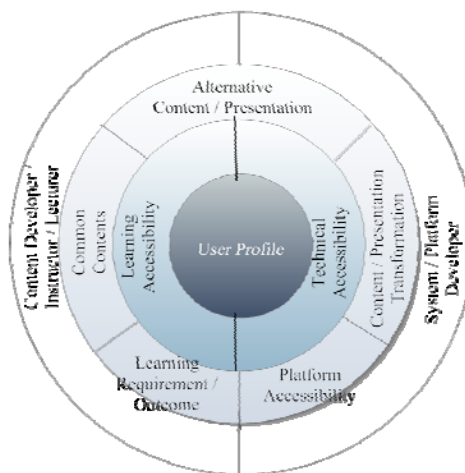 Alternative
Content / Presentation
Content Developer /
Instructor / Lecturer
Common
Contents
Learning
Accessibility
User Profile
Technical
Accessibility
Content / Presentation
Transformation
System / Platform
Developer
Learning
Requirement /
Outcome
Platform
Accessibility